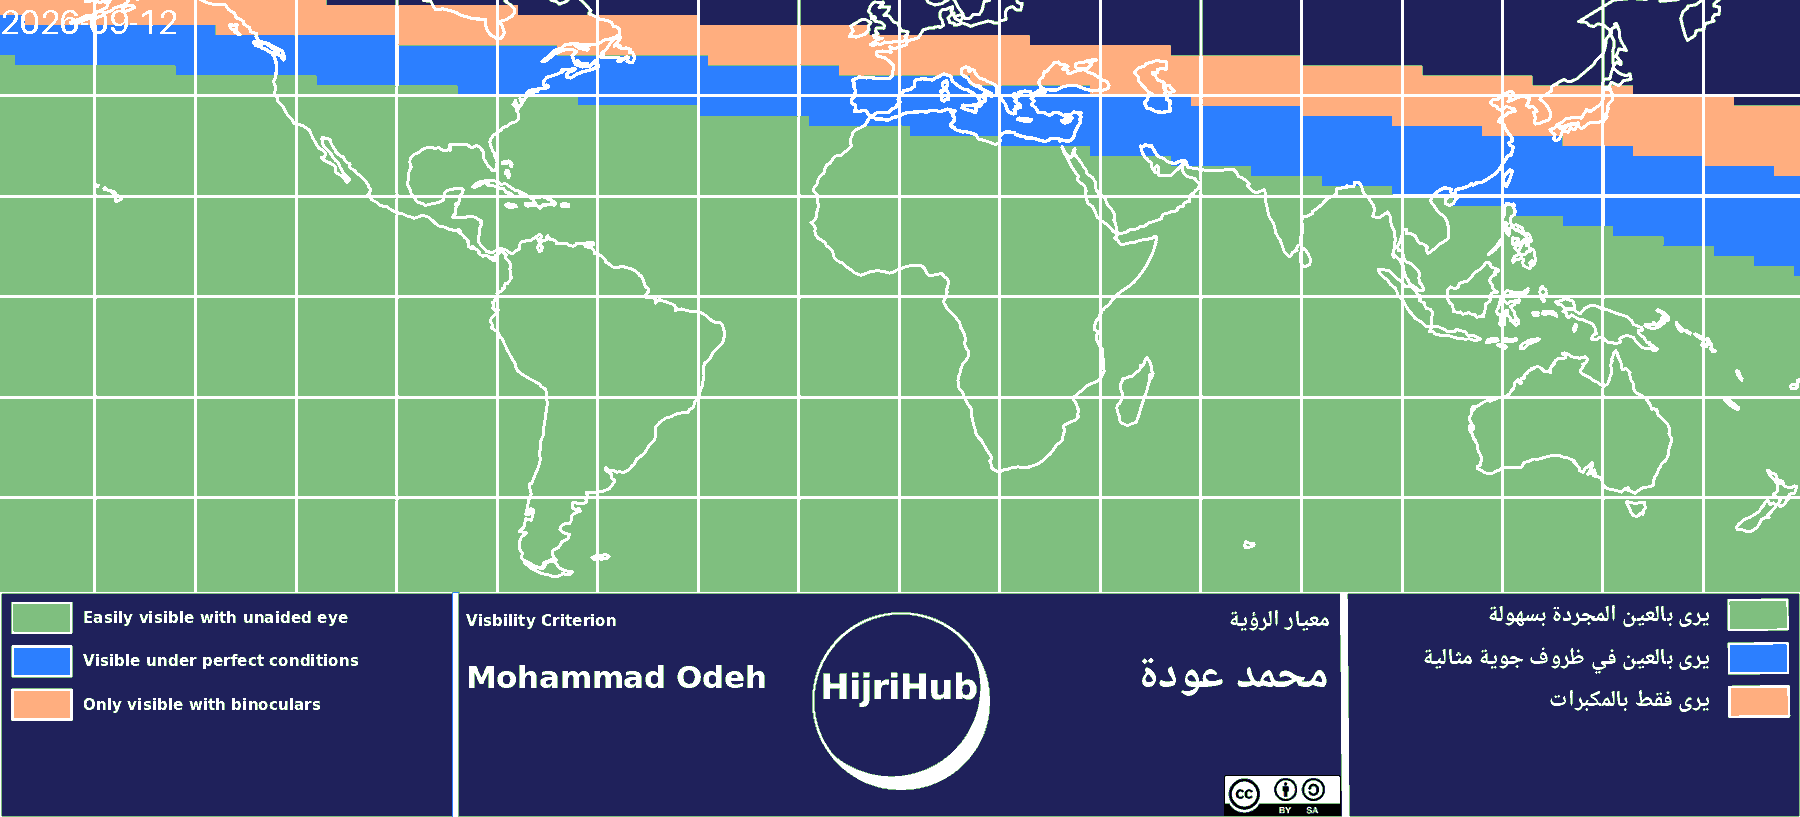 2026-09-12
Easily visible with unaided eye
Visible under perfect conditions
Only visible with binoculars
Visbility Criterion
Mohammad Odeh
HijriHub
معيار الرؤية
محمد عودة
cc BY SA
يرى بالعين المجردة بسهولة
يرى بالعين في ظروف جوية مثالية
يرى فقط بالمكبرات